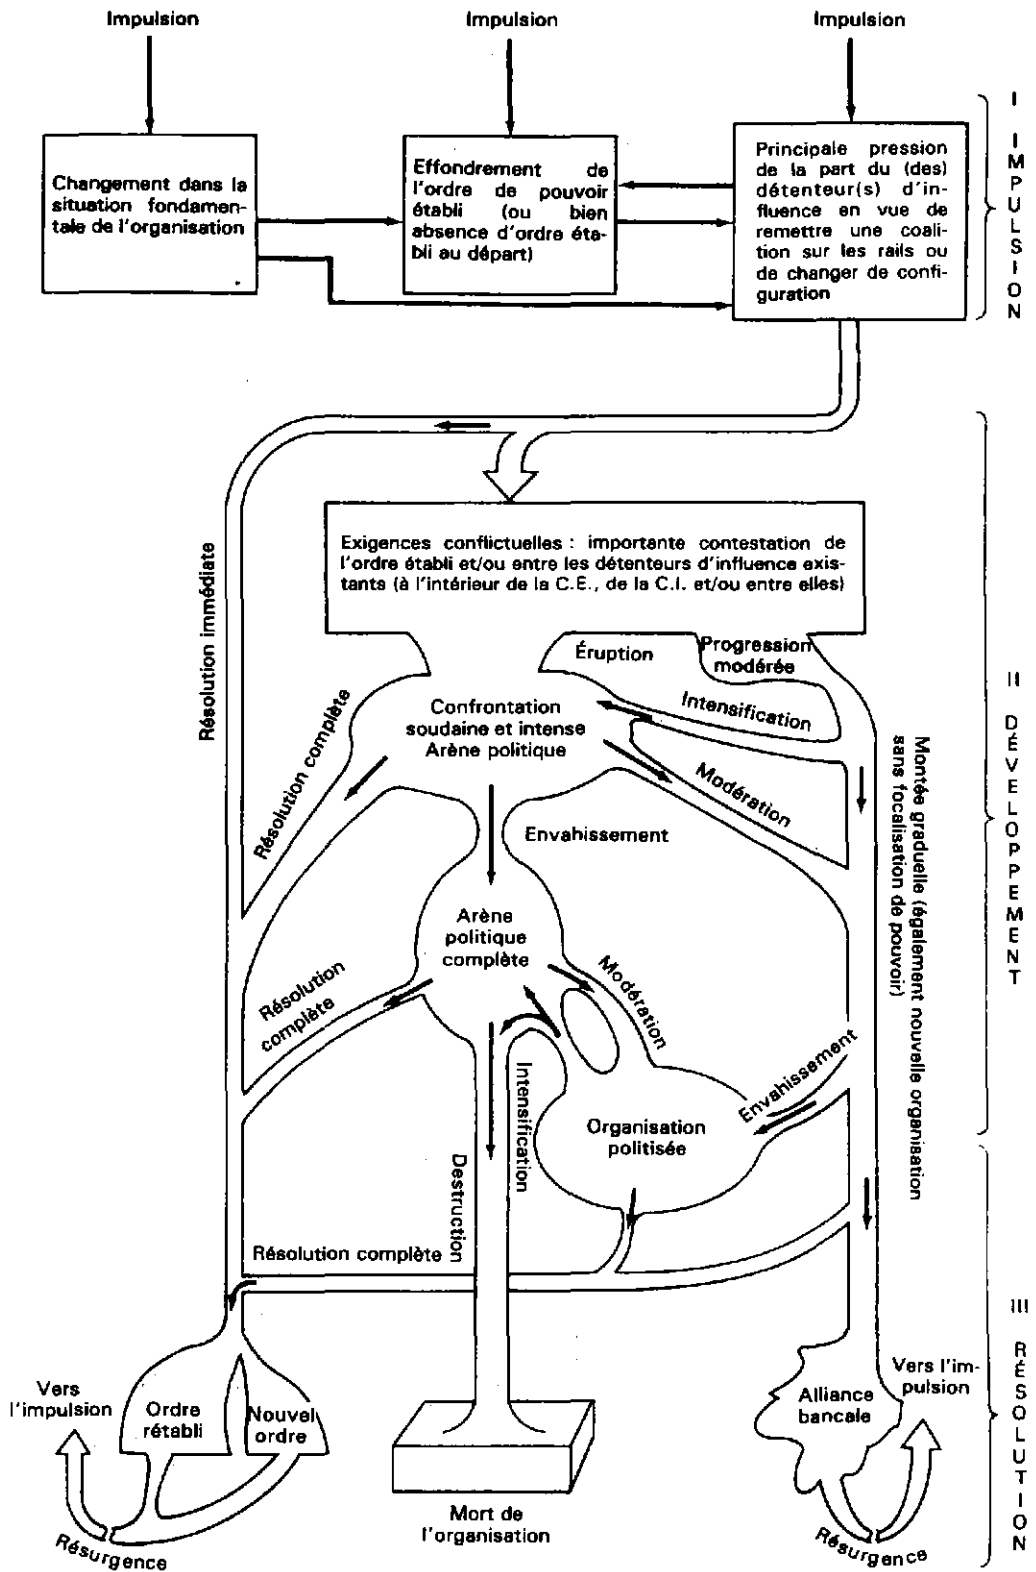 Impulsion
Impulsion
Impulsion
Changement dans la
situation fondamen-
tale de l'organisation
Effondrement de
l'ordre de pouvoir
établi (ou bien
absence d'ordre éta-
bli au départ)
Principale pression
de la part du (des)
détenteur(s) d'in-
fluence en vue de
remettre une coali-
tion sur les rails ou
de changer de confi-
guration
I IMPULSION
Exigences conflictuelles : importante contestation de
l'ordre établi et/ou entre les détenteurs d'influence exis-
tants (à l'intérieur de la C.E., de la C.I. et/ou entre elles)
Résolution immédiate
Éruption
Progression
modérée
Intensification
Confrontation
soudaine et intense
Arène politique
Résolution complète
Modération
Envahissement
Montée graduelle (également nouvelle organisation
sans focalisation de pouvoir)
II DÉVELOPPEMENT
Arène
politique
complète
Résolution
complète
Modération
Intensification
Envahissement
Organisation
politisée
Destruction
Résolution complète
III RÉSOLUTION
Vers
l'impulsion
Ordre
rétabli
Nouvel
ordre
Résurgence
Mort de
l'organisation
Alliance
bancale
Vers l'im-
pulsion
Résurgence